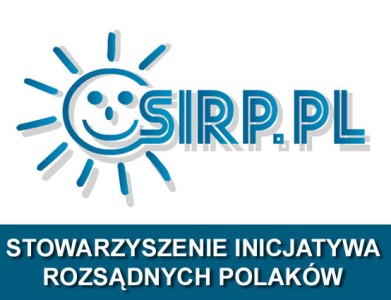 SIRP.PL
STOWARZYSZENIE INICJATYWA
ROZSĄDNYCH POLAKÓW